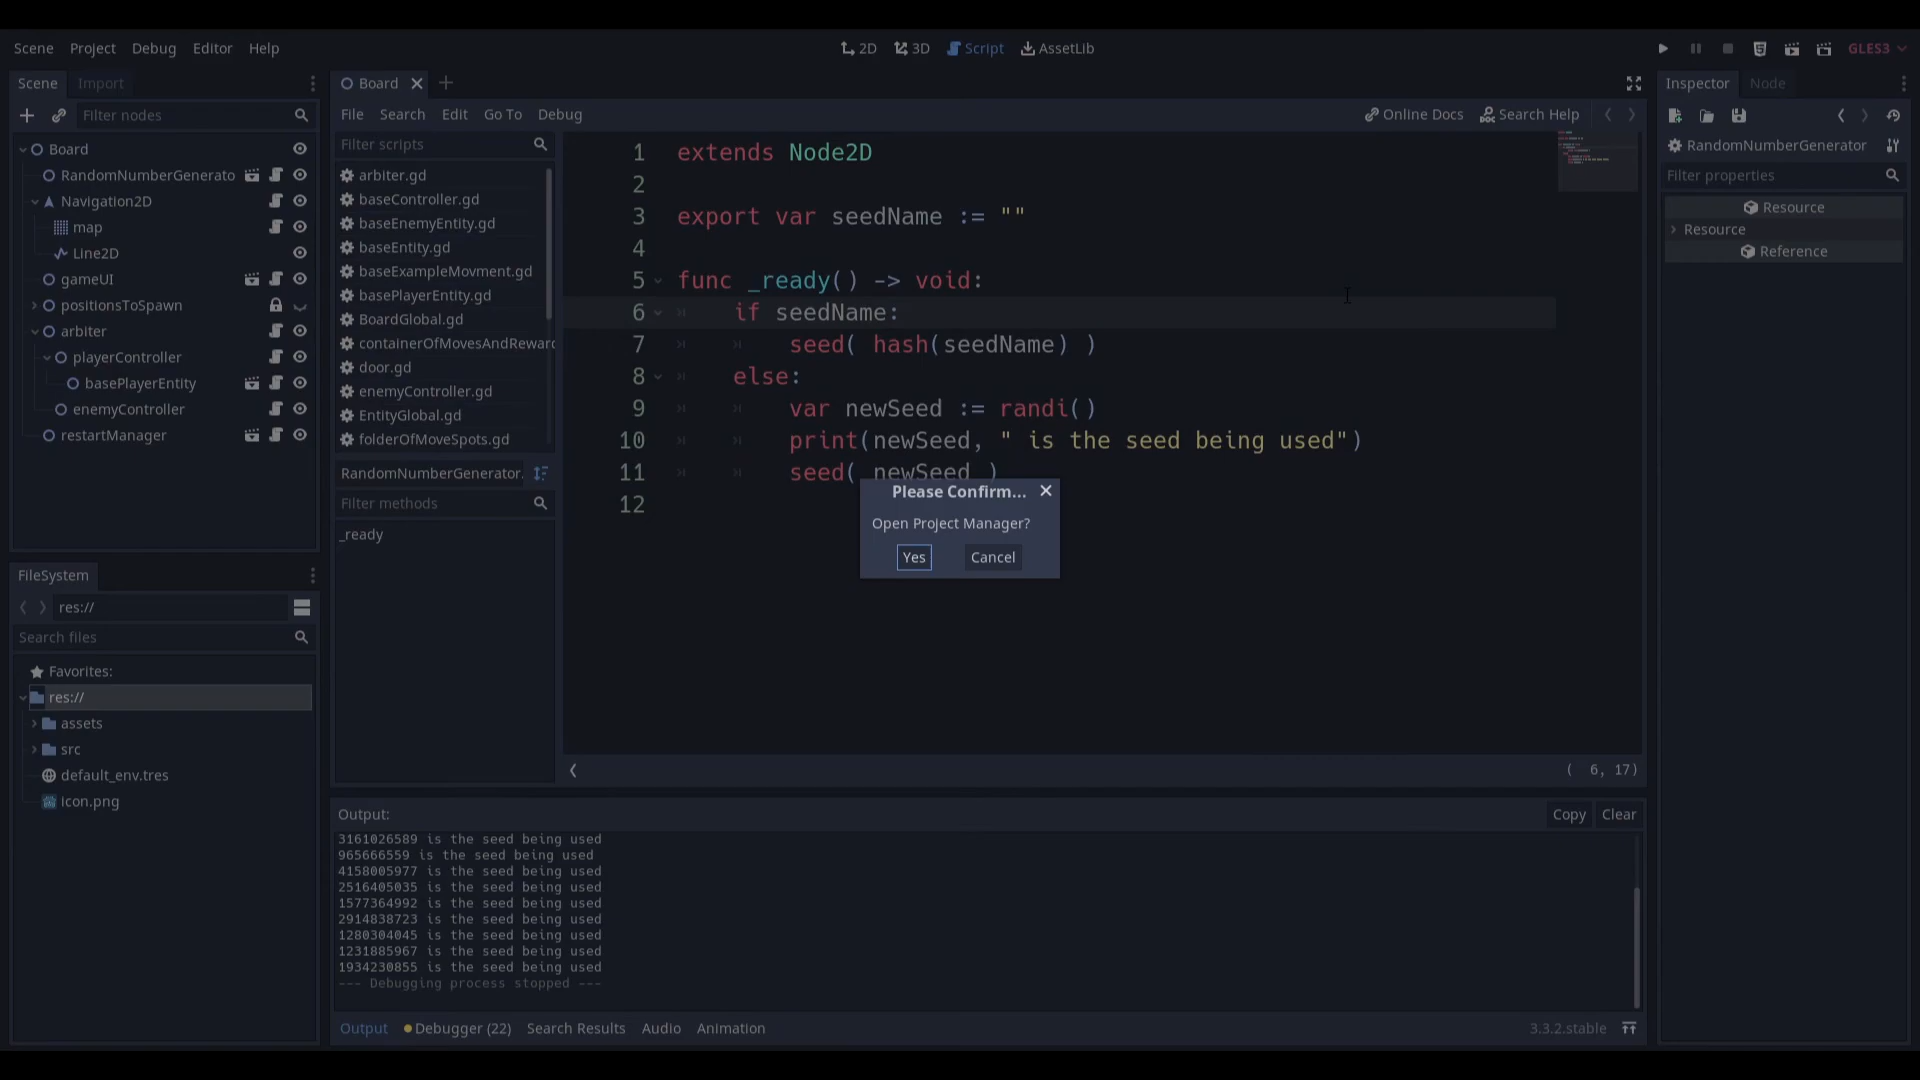 Scene Project Debug Editor Help
2D 3D Script AssetLib
GLES3
Scene Import
Filter nodes
Board
RandomNumberGenerato
Navigation2D
map
Line2D
gameUI
positionsToSpawn
arbiter
playerController
basePlayerEntity
enemyController
restartManager
FileSystem
res://
Search files
Favorites:
res://
assets
src
default_env.tres
icon.png
Board
File Search Edit Go To Debug
Online Docs Search Help
Filter scripts
arbiter.gd
baseController.gd
baseEnemyEntity.gd
baseEntity.gd
baseExampleMovment.gd
basePlayerEntity.gd
BoardGlobal.gd
containerOfMovesAndReward
door.gd
enemyController.gd
EntityGlobal.gd
folderOfMoveSpots.gd
RandomNumberGenerator.
Filter methods
_ready
1 extends Node2D
2
3 export var seedName := ""
4
5 func _ready() -> void:
6 if seedName:
7 seed( hash(seedName) )
8 else:
9 var newSeed := randi()
10 print(newSeed, " is the seed being used")
11 seed( newSeed )
12
Please Confirm...
Open Project Manager?
Yes Cancel
( 6, 17)
Output:
Copy Clear
3161026589 is the seed being used
965666559 is the seed being used
4158005977 is the seed being used
2516405035 is the seed being used
1577364992 is the seed being used
2914838723 is the seed being used
1280304045 is the seed being used
1231885967 is the seed being used
1934230855 is the seed being used
--- Debugging process stopped ---
Output Debugger (22) Search Results Audio Animation
3.3.2.stable
Inspector Node
RandomNumberGenerator
Filter properties
Resource
Resource
Reference